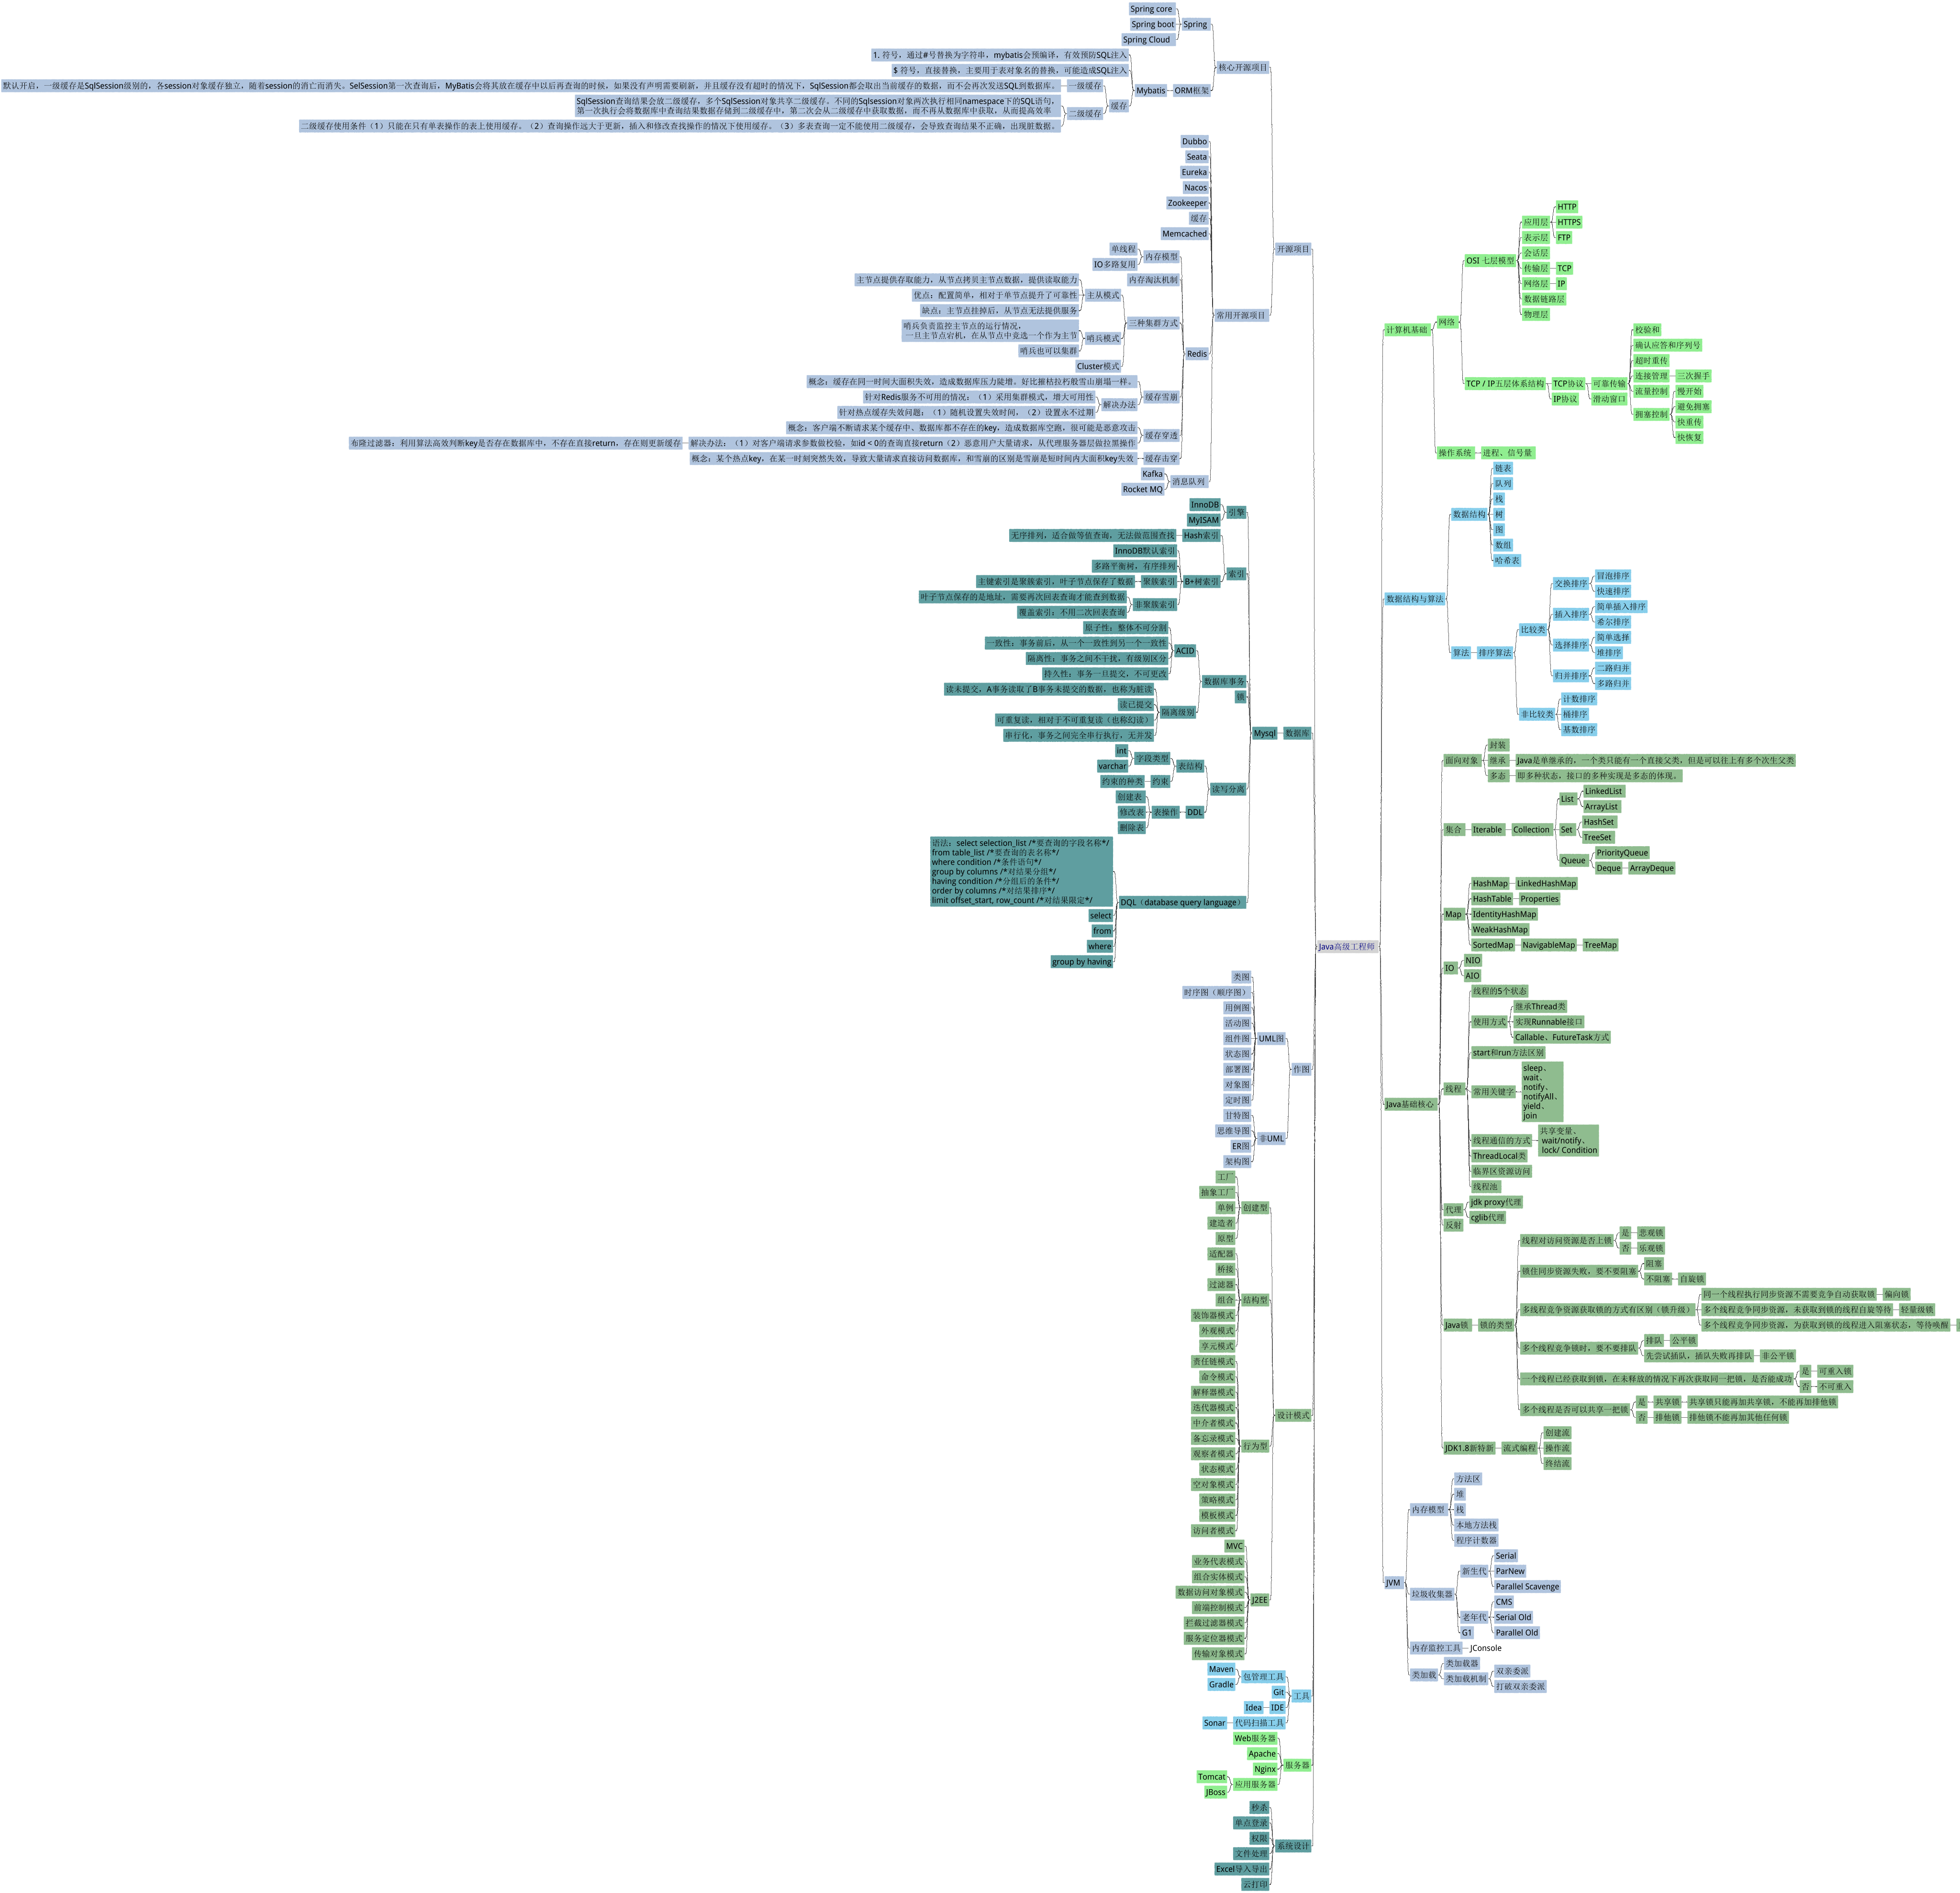 Java高级工程师
开源项目
核心开源项目
Spring
Spring core
Spring boot
Spring Cloud
ORM框架
Mybatis
1. 符号，通过#号替换为字符串，mybatis会预编译，有效预防SQL注入
$ 符号，直接替换，主要用于表对象名的替换，可能造成SQL注入
缓存
一级缓存
默认开启，一级缓存是SqlSession级别的，各session对象缓存独立，随着session的消亡而消失。SelSession第一次查询后，MyBatis会将其放在缓存中以后再查询的时候，如果没有声明需要刷新，并且缓存没有超时的情况下，SqlSession都会取出当前缓存的数据，而不会再次发送SQL到数据库。
二级缓存
SqlSession查询结果会放二级缓存，多个SqlSession对象共享二级缓存。不同的Sqlsession对象两次执行相同namespace下的SQL语句，
第一次执行会将数据库中查询结果数据存储到二级缓存中，第二次会从二级缓存中获取数据，而不再从数据库中获取，从而提高效率
二级缓存使用条件（1）只能在只有单表操作的表上使用缓存。（2）查询操作远大于更新，插入和修改查找操作的情况下使用缓存。（3）多表查询一定不能使用二级缓存，会导致查询结果不正确，出现脏数据。
常用开源项目
Dubbo
Seata
Eureka
Nacos
Zookeeper
缓存
Memcached
Redis
内存模型
单线程
IO多路复用
内存淘汰机制
三种集群方式
主从模式
主节点提供存取能力，从节点拷贝主节点数据，提供读取能力
优点：配置简单，相对于单节点提升了可靠性
缺点：主节点挂掉后，从节点无法提供服务
哨兵模式
哨兵负责监控主节点的运行情况，
一旦主节点宕机，在从节点中竞选一个作为主节
哨兵也可以集群
Cluster模式
缓存雪崩
概念：缓存在同一时间大面积失效，造成数据库压力陡增。好比摧枯拉朽般雪山崩塌一样。
解决办法
针对Redis服务不可用的情况：（1）采用集群模式，增大可用性
针对热点缓存失效问题：（1）随机设置失效时间，（2）设置永不过期
缓存穿透
概念：客户端不断请求某个缓存中、数据库都不存在的key，造成数据库空跑，很可能是恶意攻击
解决办法：（1）对客户端请求参数做校验，如id < 0的查询直接return（2）恶意用户大量请求，从代理服务器层做拉黑操作
布隆过滤器：利用算法高效判断key是否存在数据库中，不存在直接return，存在则更新缓存
缓存击穿
概念：某个热点key，在某一时刻突然失效，导致大量请求直接访问数据库，和雪崩的区别是雪崩是短时间内大面积key失效
消息队列
Kafka
Rocket MQ
数据库
Mysql
引擎
InnoDB
MyISAM
索引
Hash索引
无序排列，适合做等值查询，无法做范围查找
B+树索引
InnoDB默认索引
多路平衡树，有序排列
聚簇索引
主键索引是聚簇索引，叶子节点保存了数据
非聚簇索引
叶子节点保存的是地址，需要再次回表查询才能查到数据
覆盖索引：不用二次回表查询
数据库事务
ACID
原子性：整体不可分割
一致性：事务前后，从一个一致性到另一个一致性
隔离性：事务之间不干扰，有级别区分
持久性：事务一旦提交，不可更改
隔离级别
读未提交，A事务读取了B事务未提交的数据，也称为脏读
读已提交
可重复读，相对于不可重复读（也称幻读）
串行化，事务之间完全串行执行，无并发
锁
读写分离
表结构
字段类型
int
varchar
约束
约束的种类
DDL
表操作
创建表
修改表
删除表
DQL（database query language）
语法：select selection_list /*要查询的字段名称*/
from table_list /*要查询的表名称*/
where condition /*条件语句*/
group by columns /*对结果分组*/
having condition /*分组后的条件*/
order by columns /*对结果排序*/
limit offset_start, row_count /*对结果限定*/
select
from
where
group by having
作图
UML图
类图
时序图（顺序图）
用例图
活动图
组件图
状态图
部署图
对象图
定时图
非UML
甘特图
思维导图
ER图
架构图
设计模式
创建型
工厂
抽象工厂
单例
建造者
原型
结构型
适配器
桥接
过滤器
组合
装饰器模式
外观模式
享元模式
行为型
责任链模式
命令模式
解释器模式
迭代器模式
中介者模式
备忘录模式
观察者模式
状态模式
空对象模式
策略模式
模板模式
访问者模式
J2EE
MVC
业务代表模式
组合实体模式
数据访问对象模式
前端控制模式
拦截过滤器模式
服务定位器模式
传输对象模式
工具
包管理工具
Maven
Gradle
Git
IDE
Idea
代码扫描工具
Sonar
服务器
Web服务器
Apache
Nginx
应用服务器
Tomcat
JBoss
系统设计
秒杀
单点登录
权限
文件处理
Excel导入导出
云打印
计算机基础
网络
OSI 七层模型
应用层
HTTP
HTTPS
FTP
表示层
会话层
传输层
TCP
网络层
IP
数据链路层
物理层
TCP / IP五层体系结构
TCP协议
可靠传输
校验和
确认应答和序列号
超时重传
连接管理
三次握手
流量控制
拥塞控制
慢开始
避免拥塞
快重传
快恢复
IP协议
滑动窗口
操作系统
进程、信号量
数据结构与算法
数据结构
链表
队列
栈
树
图
数组
哈希表
算法
排序算法
比较类
交换排序
冒泡排序
快速排序
插入排序
简单插入排序
希尔排序
选择排序
简单选择
堆排序
归并排序
二路归并
多路归并
非比较类
计数排序
桶排序
基数排序
Java基础核心
面向对象
封装
继承
Java是单继承的，一个类只能有一个直接父类，但是可以往上有多个次生父类
多态
即多种状态，接口的多种实现是多态的体现。
集合
Iterable
Collection
List
LinkedList
ArrayList
Set
HashSet
TreeSet
Queue
PriorityQueue
Deque
ArrayDeque
Map
HashMap
LinkedHashMap
HashTable
Properties
IdentityHashMap
WeakHashMap
SortedMap
NavigableMap
TreeMap
IO
NIO
AIO
线程
线程的5个状态
使用方式
继承Thread类
实现Runnable接口
Callable、FutureTask方式
start和run方法区别
常用关键字
sleep、
wait、
notify、
notifyAll、
yield、
join
线程通信的方式
共享变量、
wait/notify、
lock/ Condition
ThreadLocal类
临界区资源访问
线程池
代理
jdk proxy代理
cglib代理
反射
Java锁
锁的类型
线程对访问资源是否上锁
是
悲观锁
否
乐观锁
锁住同步资源失败，要不要阻塞
阻塞
不阻塞
自旋锁
多线程竞争资源获取锁的方式有区别（锁升级）
同一个线程执行同步资源不需要竞争自动获取锁
偏向锁
多个线程竞争同步资源，未获取到锁的线程自旋等待
轻量级锁
多个线程竞争同步资源，为获取到锁的线程进入阻塞状态，等待唤醒
多个线程竞争锁时，要不要排队
排队
公平锁
先尝试插队，插队失败再排队
非公平锁
一个线程已经获取到锁，在未释放的情况下再次获取同一把锁，是否能成功
是
可重入锁
否
不可重入
多个线程是否可以共享一把锁
是
共享锁
共享锁只能再加共享锁，不能再加排他锁
否
排他锁
排他锁不能再加其他任何锁
JDK1.8新特新
流式编程
创建流
操作流
终结流
JVM
内存模型
方法区
堆
栈
本地方法栈
程序计数器
垃圾收集器
新生代
Serial
ParNew
Parallel Scavenge
老年代
CMS
Serial Old
Parallel Old
G1
内存监控工具
JConsole
类加载
类加载器
类加载机制
双亲委派
打破双亲委派